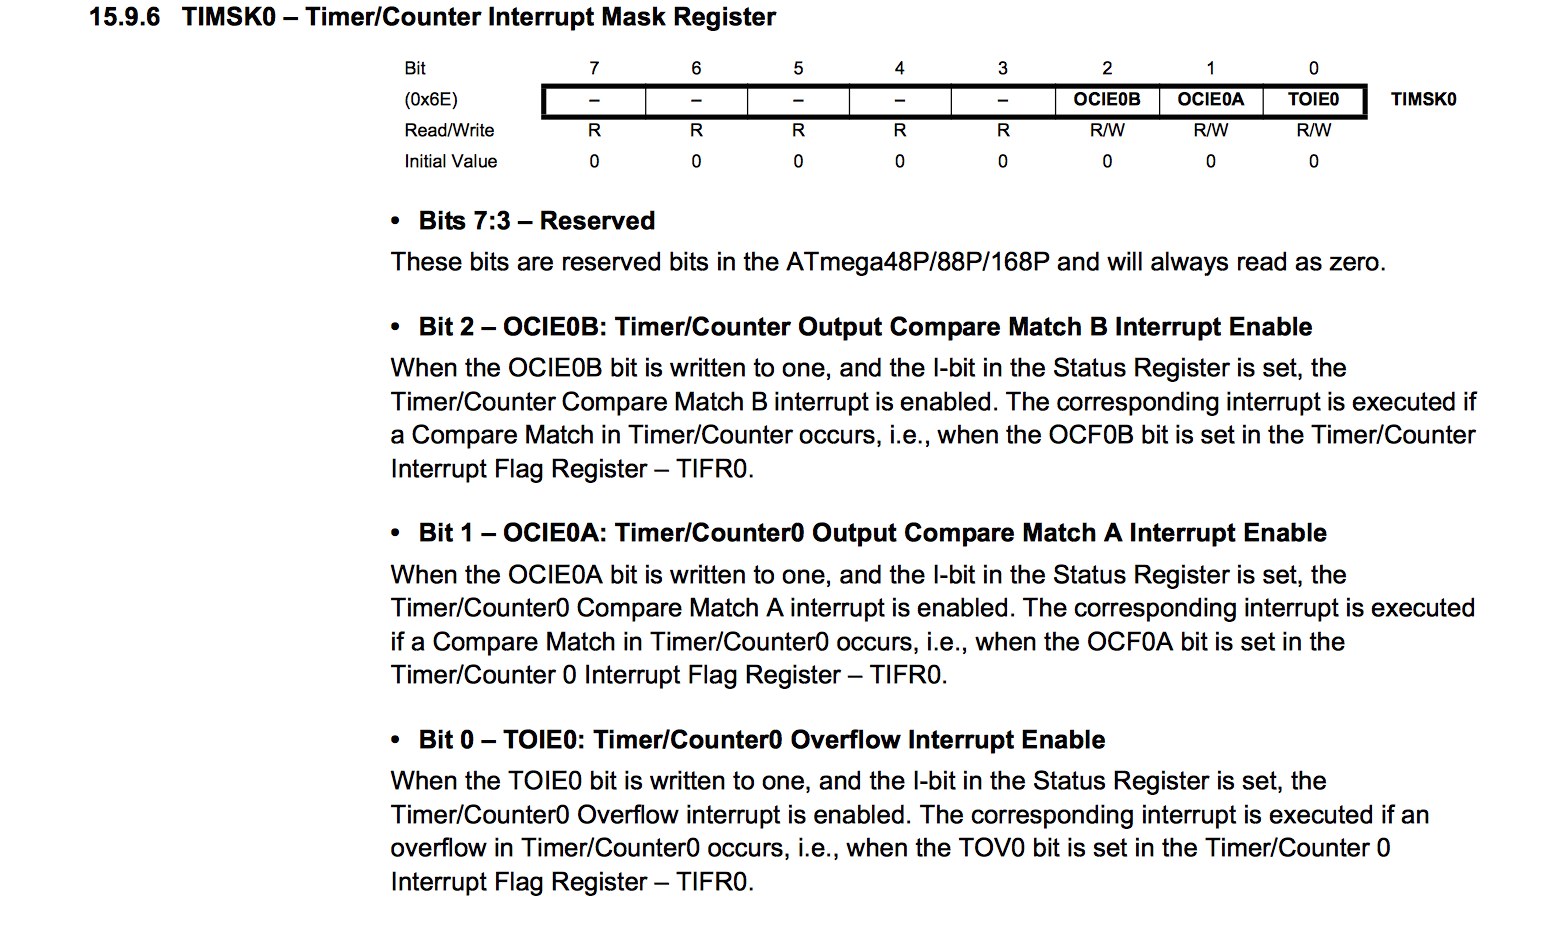 15.9.6 TIMSK0 – Timer/Counter Interrupt Mask Register
Bit 7 6 5 4 3 2 1 0
(0x6E) – – – – – OCIE0B OCIE0A TOIE0 TIMSK0
Read/Write R R R R R R/W R/W R/W
Initial Value 0 0 0 0 0 0 0 0
• Bits 7:3 – Reserved
These bits are reserved bits in the ATmega48P/88P/168P and will always read as zero.
• Bit 2 – OCIE0B: Timer/Counter Output Compare Match B Interrupt Enable
When the OCIE0B bit is written to one, and the I-bit in the Status Register is set, the
Timer/Counter Compare Match B interrupt is enabled. The corresponding interrupt is executed if
a Compare Match in Timer/Counter occurs, i.e., when the OCF0B bit is set in the Timer/Counter
Interrupt Flag Register – TIFR0.
• Bit 1 – OCIE0A: Timer/Counter0 Output Compare Match A Interrupt Enable
When the OCIE0A bit is written to one, and the I-bit in the Status Register is set, the
Timer/Counter0 Compare Match A interrupt is enabled. The corresponding interrupt is executed
if a Compare Match in Timer/Counter0 occurs, i.e., when the OCF0A bit is set in the
Timer/Counter 0 Interrupt Flag Register – TIFR0.
• Bit 0 – TOIE0: Timer/Counter0 Overflow Interrupt Enable
When the TOIE0 bit is written to one, and the I-bit in the Status Register is set, the
Timer/Counter0 Overflow interrupt is enabled. The corresponding interrupt is executed if an
overflow in Timer/Counter0 occurs, i.e., when the TOV0 bit is set in the Timer/Counter 0
Interrupt Flag Register – TIFR0.